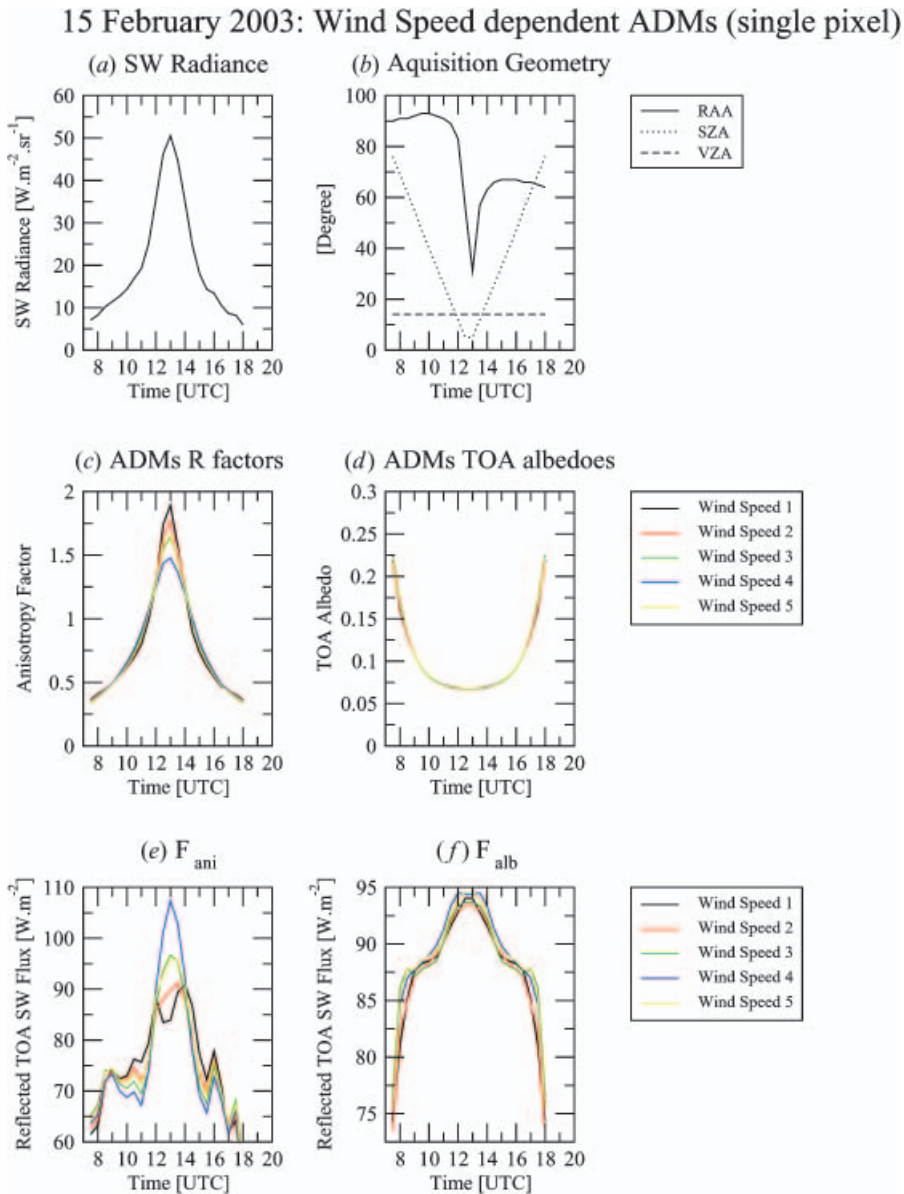 15 February 2003: Wind Speed dependent ADMs (single pixel)
(a) SW Radiance
SW Radiance [W.m-2.sr-1]
60
50
40
30
20
10
0
8 10 12 14 16 18 20
Time [UTC]
(b) Aquisition Geometry
[Degree]
100
80
60
40
20
0
8 10 12 14 16 18 20
Time [UTC]
RAA
SZA
VZA
(c) ADMs R factors
Anisotropy Factor
2
1.5
1
0.5
0
8 10 12 14 16 18 20
Time [UTC]
(d) ADMs TOA albedoes
TOA Albedo
0.3
0.25
0.2
0.15
0.1
0.05
0
8 10 12 14 16 18 20
Time [UTC]
Wind Speed 1
Wind Speed 2
Wind Speed 3
Wind Speed 4
Wind Speed 5
(e) F ani
Reflected TOA SW Flux [W.m-2]
110
100
90
80
70
60
8 10 12 14 16 18 20
Time [UTC]
(f) F alb
Reflected TOA SW Flux [W.m-2]
95
90
85
80
75
8 10 12 14 16 18 20
Time [UTC]
Wind Speed 1
Wind Speed 2
Wind Speed 3
Wind Speed 4
Wind Speed 5